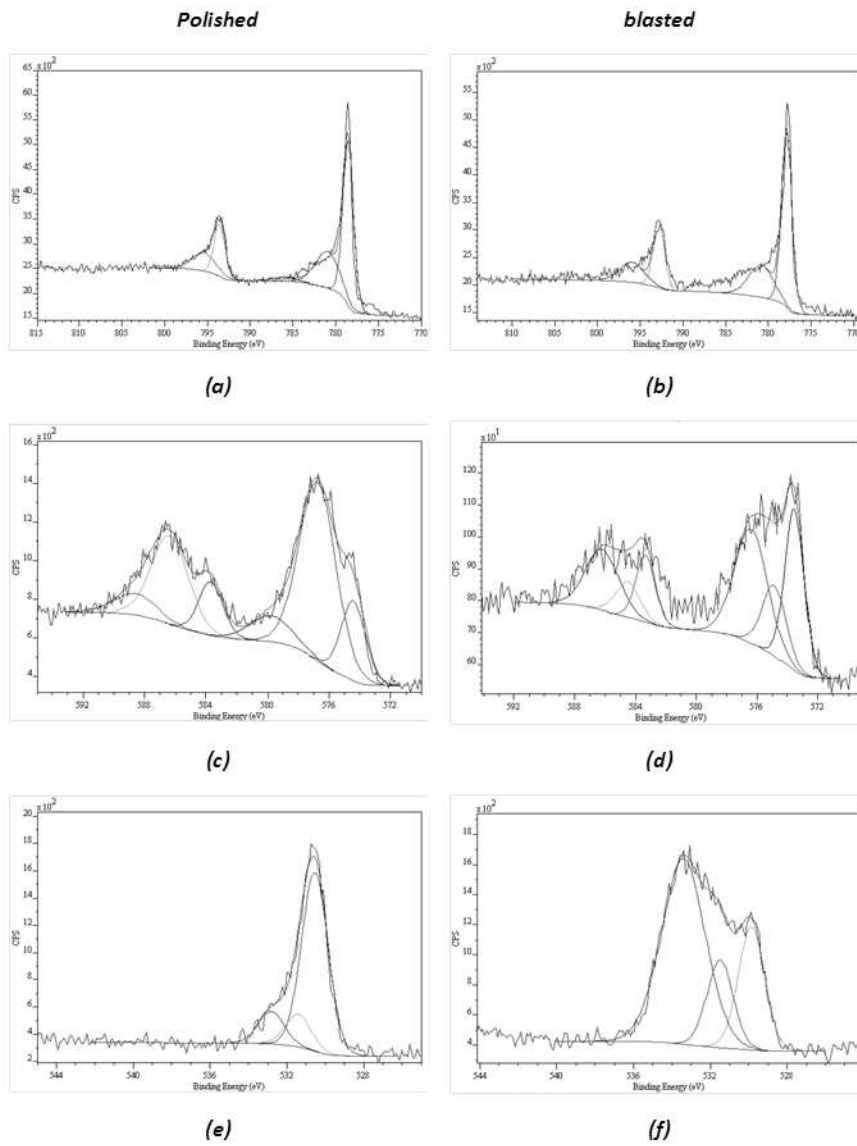 Polished
blasted
x10²
65
60
50
40
30
25
20
15
CPS
815 800 790 785 780 775 770
Binding Energy (eV)
(a)
x10²
55
50
45
40
35
30
25
20
15
CPS
810 805 800 795 790 785 780 775 770
Binding Energy (eV)
(b)
x10²
16
14
12
10
8
6
4
CPS
592 588 584 580 576 572
Binding Energy (eV)
(c)
x10¹
120
110
100
90
80
70
60
CPS
592 588 584 580 576 572
Binding Energy (eV)
(d)
x10²
20
18
16
14
12
10
8
6
4
2
CPS
544 540 536 532 528
Binding Energy (eV)
(e)
x10²
18
16
14
12
10
8
6
4
CPS
544 540 536 532 528
Binding Energy (eV)
(f)